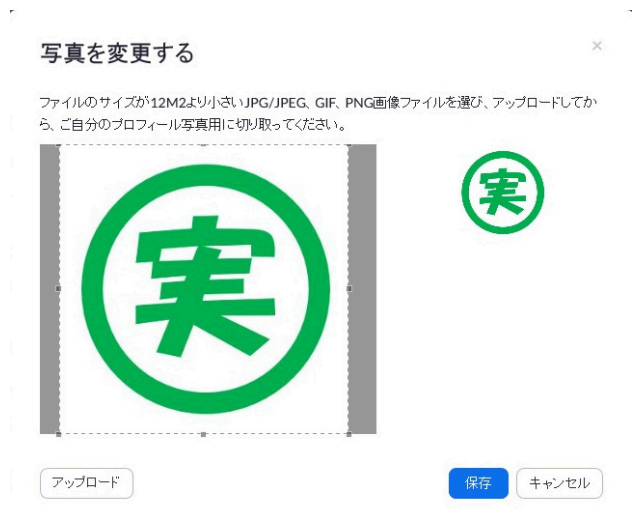 写真を変更する
×
ファイルのサイズが12M2より小さいJPG/JPEG、GIF、PNG画像ファイルを選び、アップロードしてか
ら、ご自分のプロフィール写真用に切り取ってください。
実
実
アップロード
保存
キャンセル